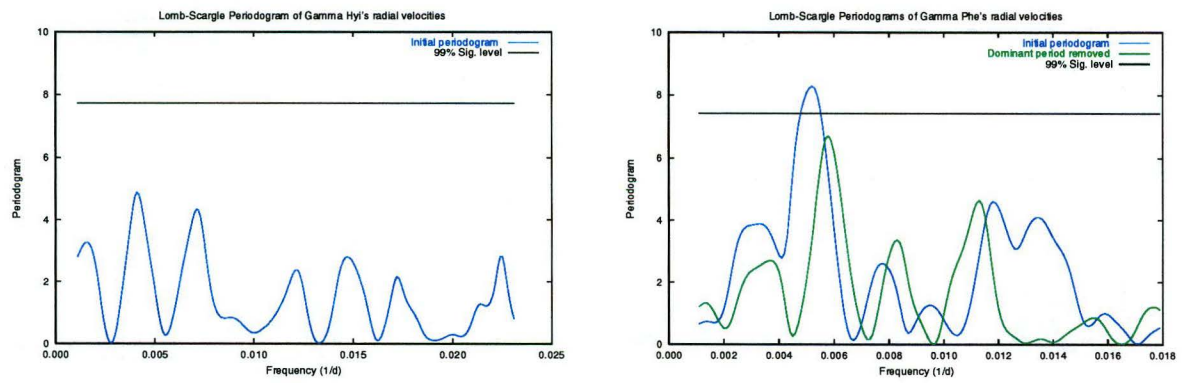 Lomb-Scargle Periodogram of Gamma Hyi's radial velocities
10
8
6
4
2
0
Periodogram
Initial periodogram
99% Sig. level
0.000 0.005 0.010 0.015 0.020 0.025
Frequency (1/d)
Lomb-Scargle Periodograms of Gamma Phe's radial velocities
10
8
6
4
2
0
Periodogram
Initial periodogram
Dominant period removed
99% Sig. level
0.000 0.002 0.004 0.006 0.008 0.010 0.012 0.014 0.016 0.018
Frequency (1/d)